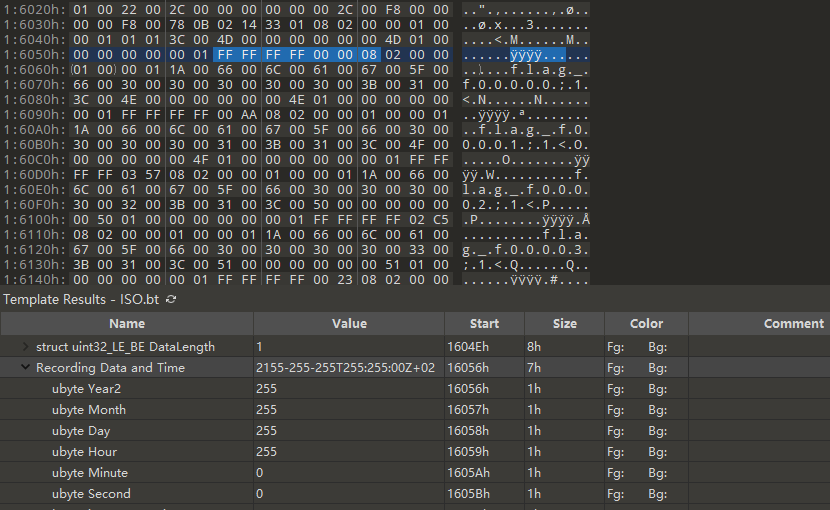 1:6020h: 01 00 22 00 2C 00 00 00 00 00 00 00 2C 00 F8 00 ..".,.......,.ø.
1:6030h: 00 00 F8 00 78 0B 02 14 33 01 08 02 00 00 01 00 ..ø.x...3.......
1:6040h: 00 01 01 01 3C 00 4D 00 00 00 00 00 00 4D 01 00 ....<.M......M..
1:6050h: 00 00 00 00 00 01 FF FF FF FF 00 00 08 02 00 00 ......ÿÿÿÿ......
1:6060h: (01) 00 00 01 1A 00 66 00 6C 00 61 00 67 00 5F 00 ......f.l.a.g._.
1:6070h: 66 00 30 00 30 00 30 00 30 00 30 00 3B 00 31 00 f.0.0.0.0.0.;.1.
1:6080h: 3C 00 4E 00 00 00 00 00 00 4E 01 00 00 00 00 00 <.N......N......
1:6090h: 00 01 FF FF FF FF 00 AA 08 02 00 00 01 00 00 01 ..ÿÿÿÿ.ª........
1:60A0h: 1A 00 66 00 6C 00 61 00 67 00 5F 00 66 00 30 00 ..f.l.a.g._.f.0.
1:60B0h: 30 00 30 00 30 00 31 00 3B 00 31 00 3C 00 4F 00 0.0.0.1.;.1.<.O.
1:60C0h: 00 00 00 00 00 4F 01 00 00 00 00 00 00 01 FF FF .....O........ÿÿ
1:60D0h: FF FF 03 57 08 02 00 00 01 00 00 01 1A 00 66 00 ÿÿ.W..........f.
1:60E0h: 6C 00 61 00 67 00 5F 00 66 00 30 00 30 00 30 00 l.a.g._.f.0.0.0.
1:60F0h: 30 00 32 00 3B 00 31 00 3C 00 50 00 00 00 00 00 0.2.;.1.<.P.....
1:6100h: 00 50 01 00 00 00 00 00 00 01 FF FF FF FF 02 C5 .P........ÿÿÿÿ.Å
1:6110h: 08 02 00 00 01 00 00 01 1A 00 66 00 6C 00 61 00 ..........f.l.a.
1:6120h: 67 00 5F 00 66 00 30 00 30 00 30 00 30 00 33 00 g._.f.0.0.0.0.3.
1:6130h: 3B 00 31 00 3C 00 51 00 00 00 00 00 00 51 01 00 ;.1.<.Q......Q..
1:6140h: 00 00 00 00 00 01 FF FF FF FF 00 23 08 02 00 00 ......ÿÿÿÿ.#....
Template Results - ISO.bt
Name Value Start Size Color Comment
struct uint32_LE_BE DataLength 1 1604Eh 8h Fg: Bg:
Recording Data and Time 2155-255-255T255:255:00Z+02 16056h 7h Fg: Bg:
ubyte Year2 255 16056h 1h Fg: Bg:
ubyte Month 255 16057h 1h Fg: Bg:
ubyte Day 255 16058h 1h Fg: Bg:
ubyte Hour 255 16059h 1h Fg: Bg:
ubyte Minute 0 1605Ah 1h Fg: Bg:
ubyte Second 0 1605Bh 1h Fg: Bg: